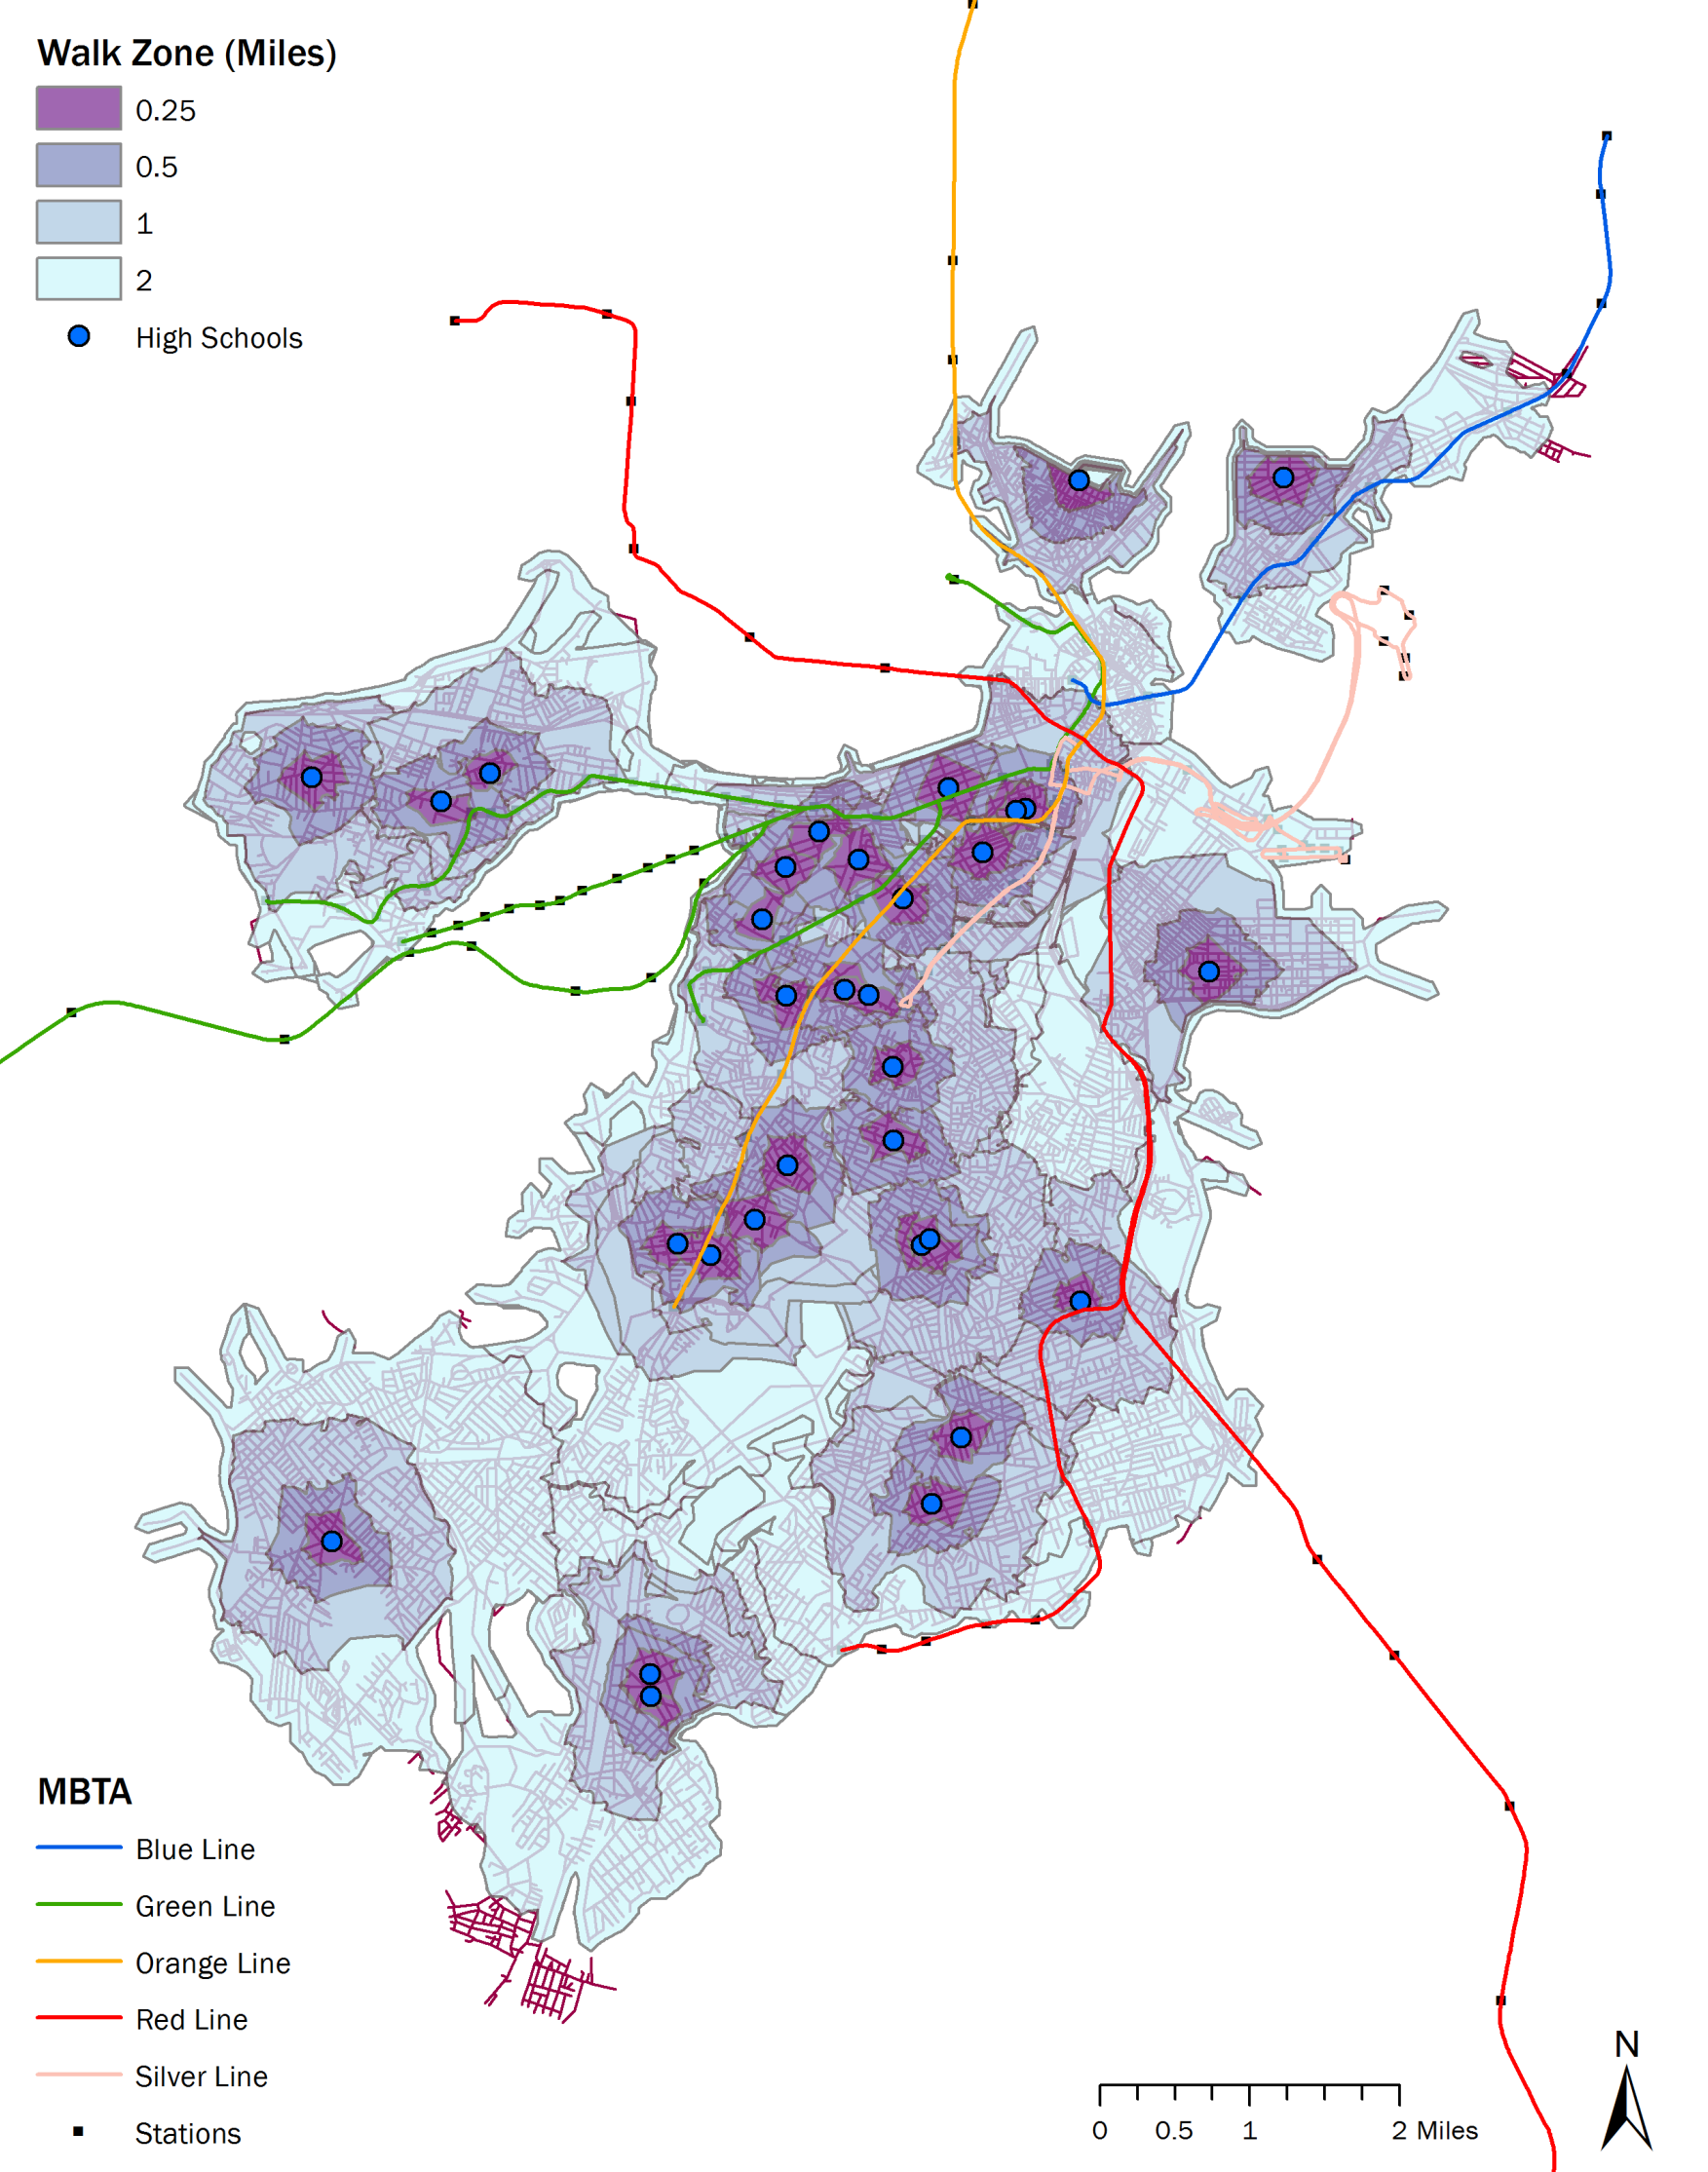 Walk Zone (Miles)
0.25
0.5
1
2
High Schools
MBTA
Blue Line
Green Line
Orange Line
Red Line
Silver Line
Stations
N
0 0.5 1 2 Miles